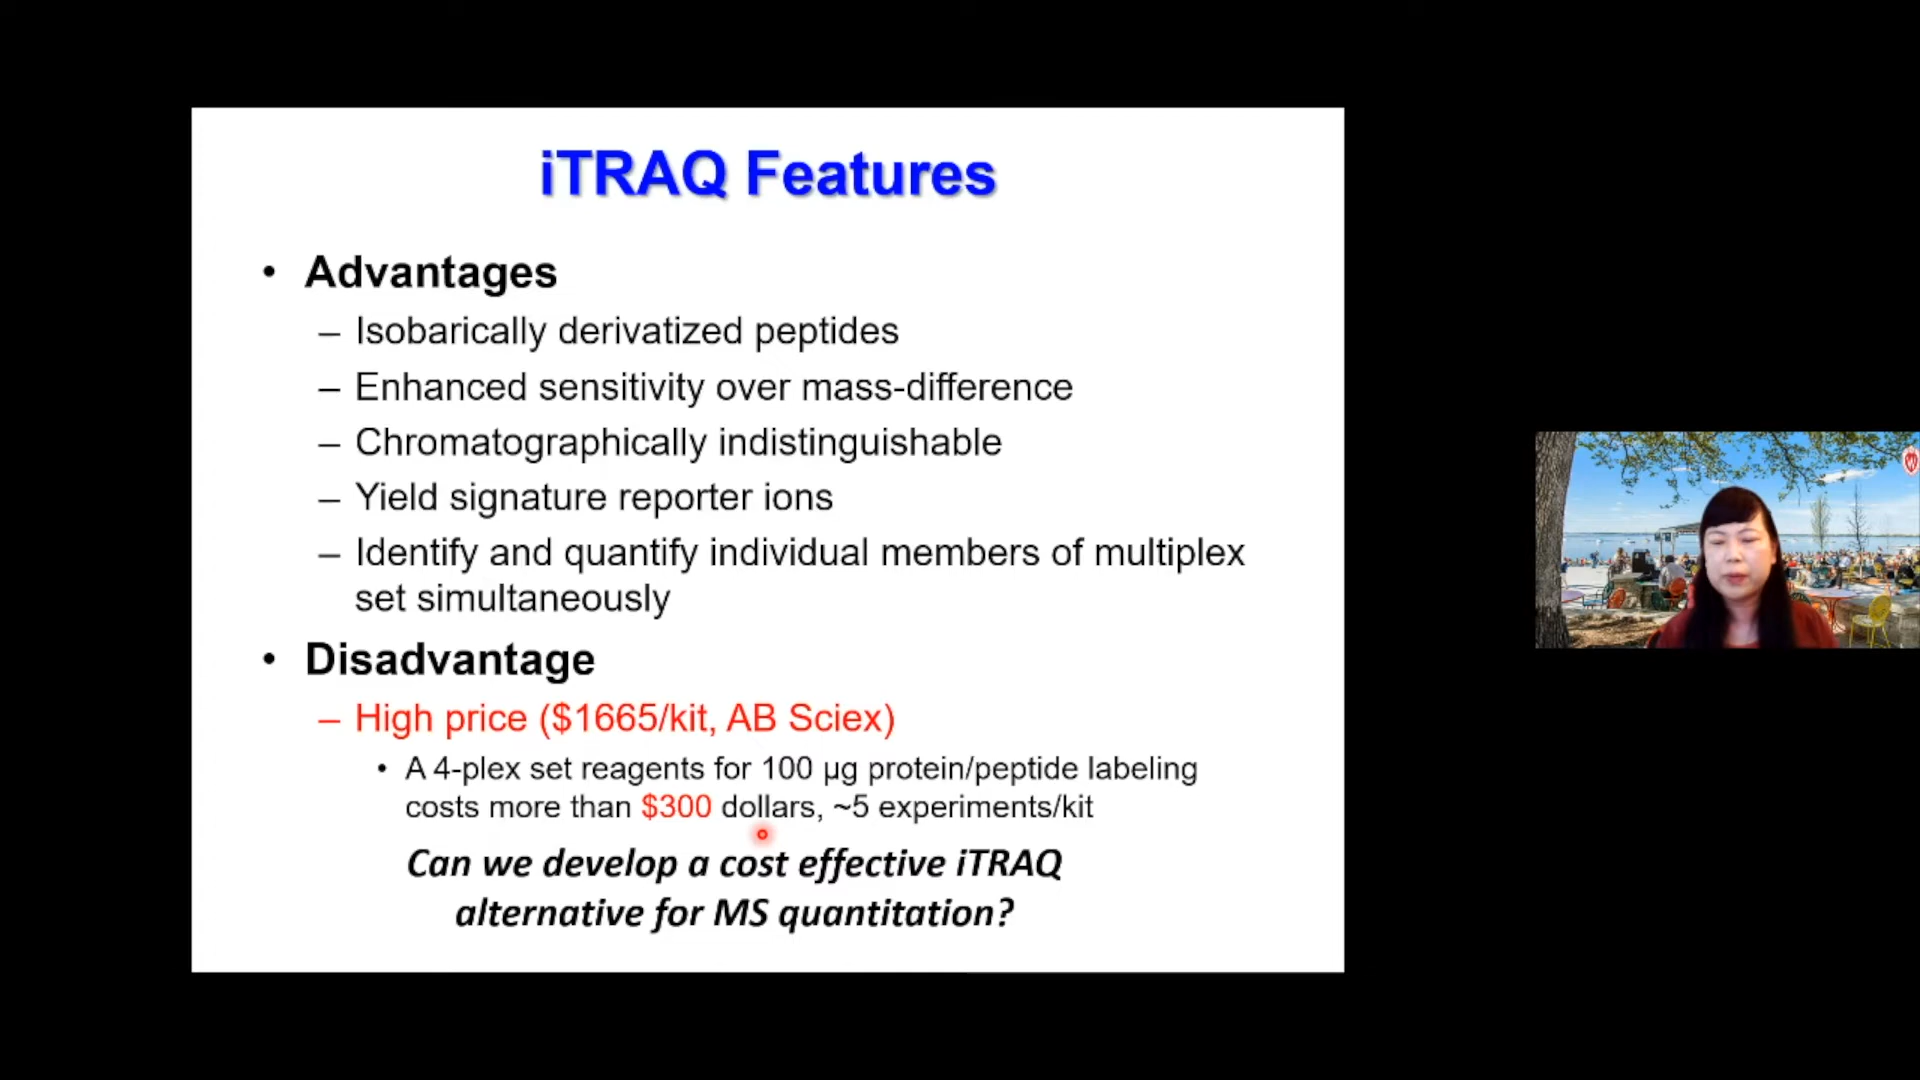 iTRAQ Features
• Advantages
– Isobarically derivatized peptides
– Enhanced sensitivity over mass-difference
– Chromatographically indistinguishable
– Yield signature reporter ions
– Identify and quantify individual members of multiplex
set simultaneously
• Disadvantage
– High price ($1665/kit, AB Sciex)
• A 4-plex set reagents for 100 µg protein/peptide labeling
costs more than $300 dollars, ~5 experiments/kit
Can we develop a cost effective iTRAQ
alternative for MS quantitation?
W